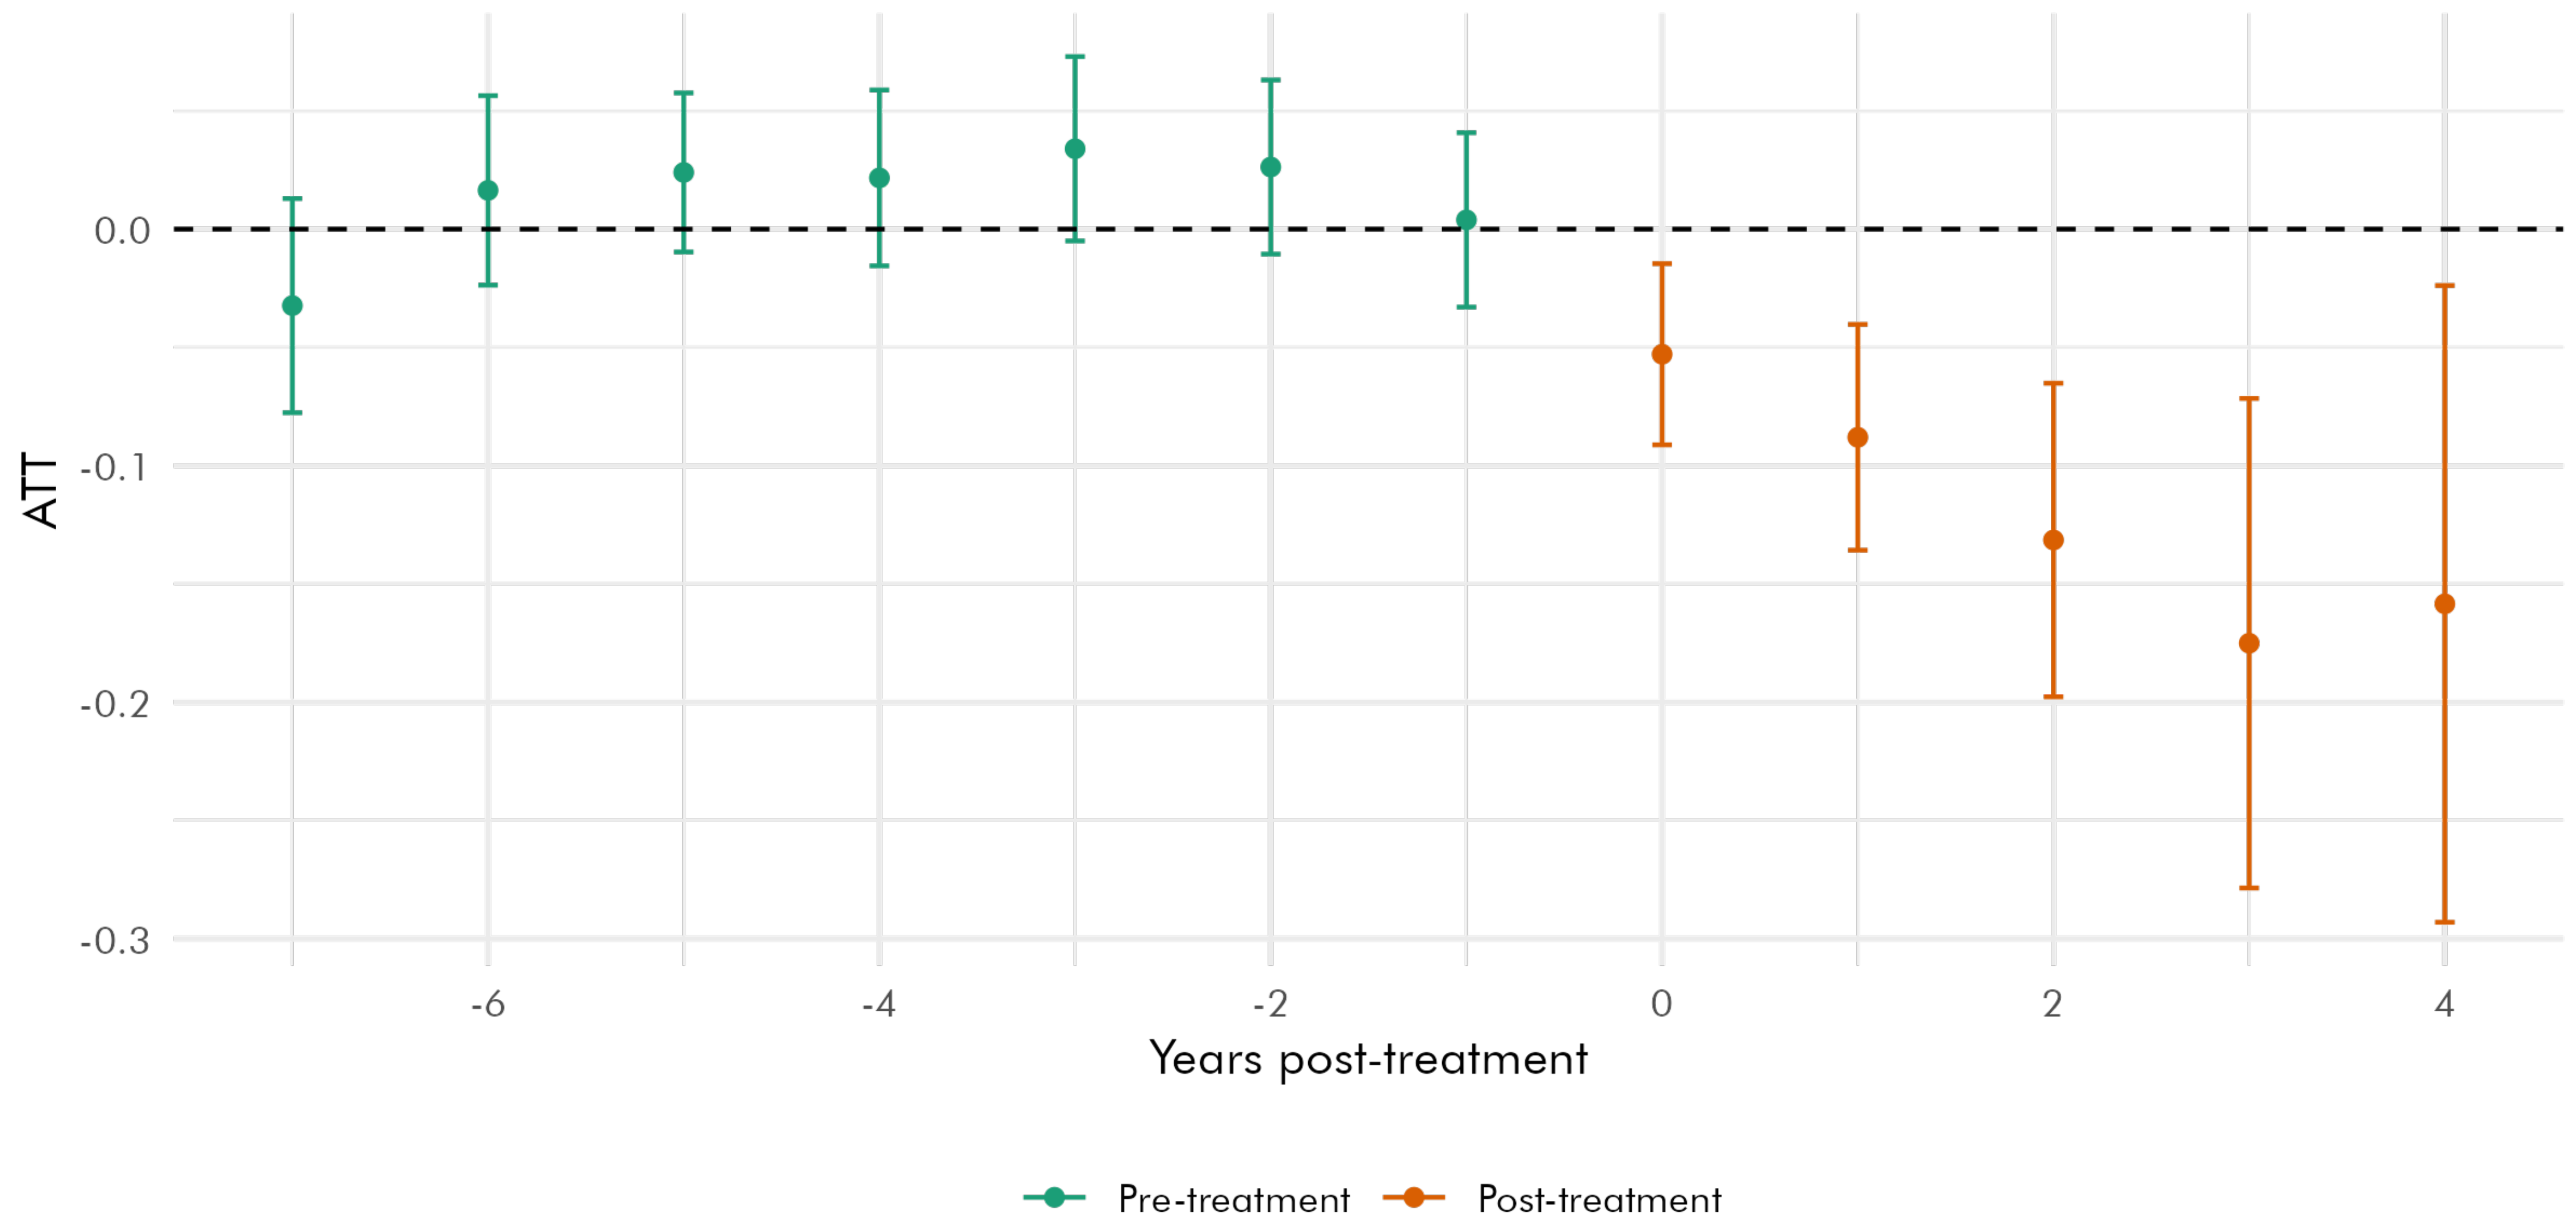 ATT
0.0
-0.1
-0.2
-0.3
-6 -4 -2 0 2 4
Years post-treatment
Pre-treatment Post-treatment